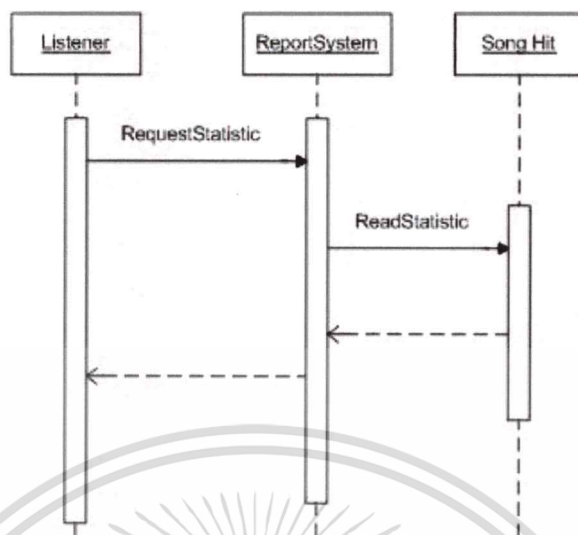 Listener
ReportSystem
Song Hit
RequestStatistic
ReadStatistic